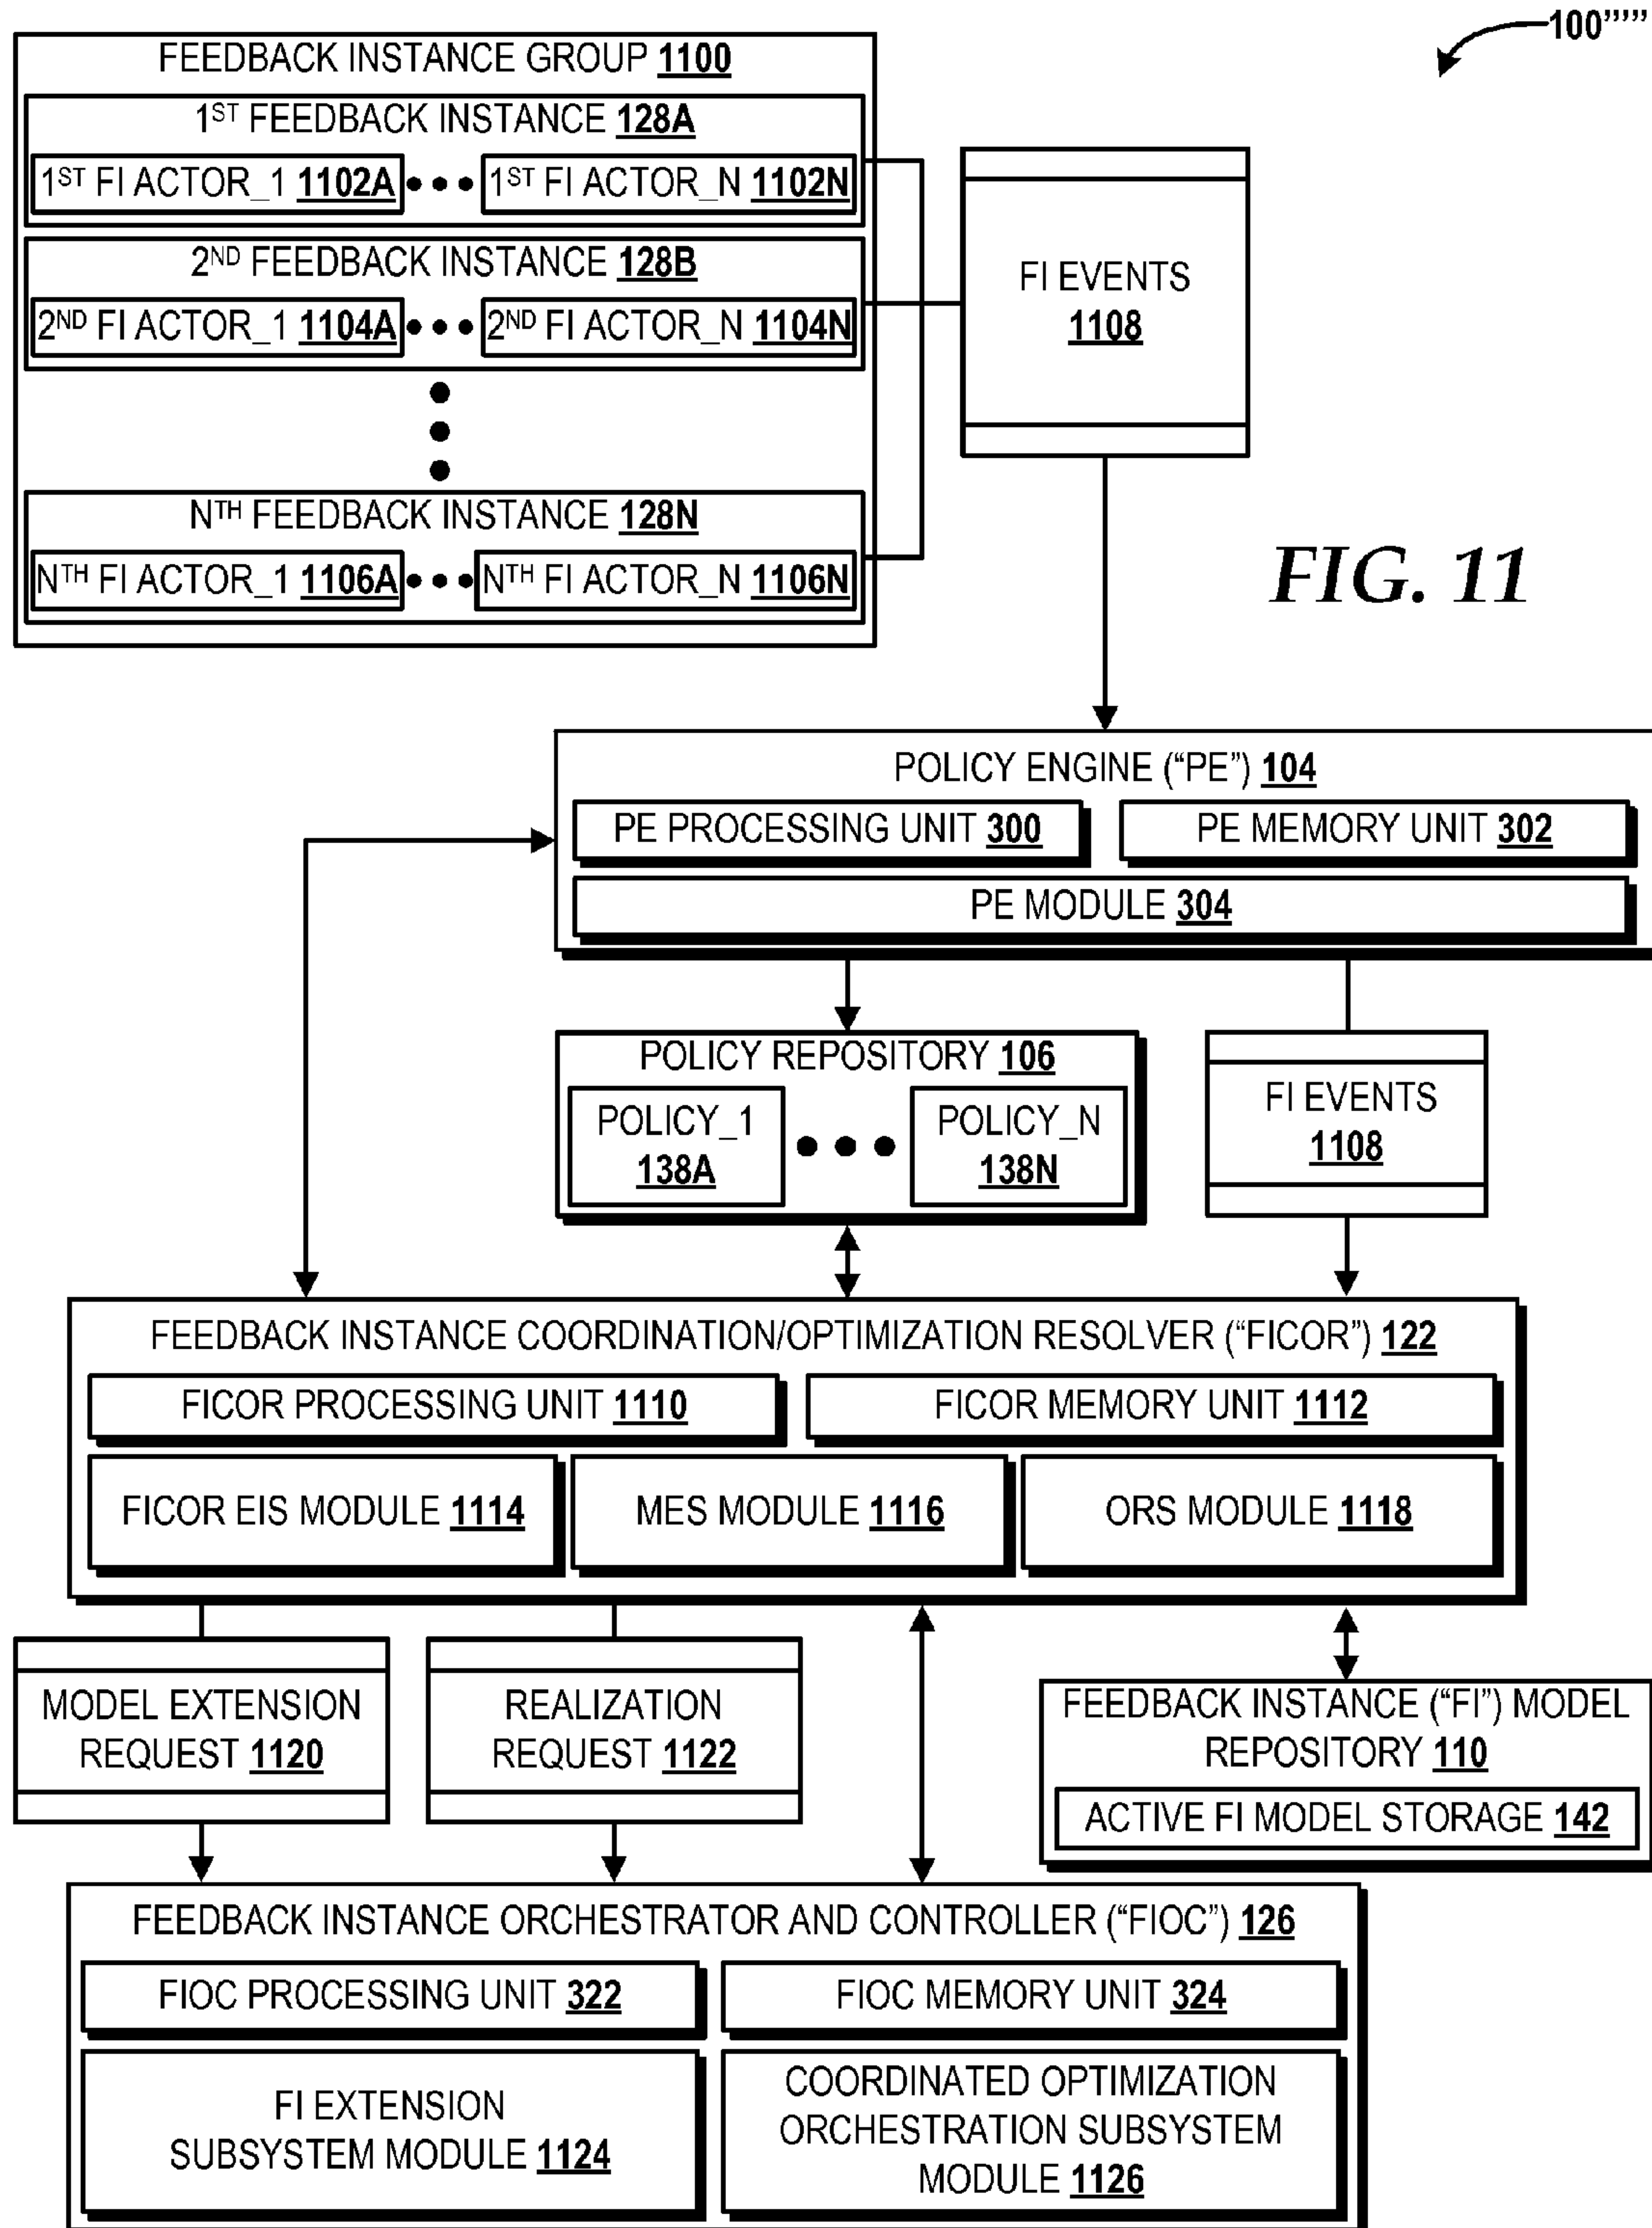 100’’’’’
FEEDBACK INSTANCE GROUP 1100
1ST FEEDBACK INSTANCE 128A
1ST FI ACTOR_1 1102A
1ST FI ACTOR_N 1102N
2ND FEEDBACK INSTANCE 128B
2ND FI ACTOR_1 1104A
2ND FI ACTOR_N 1104N
NTH FEEDBACK INSTANCE 128N
NTH FI ACTOR_1 1106A
NTH FI ACTOR_N 1106N
FI EVENTS
1108
FIG. 11
POLICY ENGINE (“PE”) 104
PE PROCESSING UNIT 300
PE MEMORY UNIT 302
PE MODULE 304
POLICY REPOSITORY 106
POLICY_1
138A
POLICY_N
138N
FI EVENTS
1108
FEEDBACK INSTANCE COORDINATION/OPTIMIZATION RESOLVER (“FICOR”) 122
FICOR PROCESSING UNIT 1110
FICOR MEMORY UNIT 1112
FICOR EIS MODULE 1114
MES MODULE 1116
ORS MODULE 1118
MODEL EXTENSION
REQUEST 1120
REALIZATION
REQUEST 1122
FEEDBACK INSTANCE (“FI”) MODEL
REPOSITORY 110
ACTIVE FI MODEL STORAGE 142
FEEDBACK INSTANCE ORCHESTRATOR AND CONTROLLER (“FIOC”) 126
FIOC PROCESSING UNIT 322
FIOC MEMORY UNIT 324
FI EXTENSION
SUBSYSTEM MODULE 1124
COORDINATED OPTIMIZATION
ORCHESTRATION SUBSYSTEM
MODULE 1126